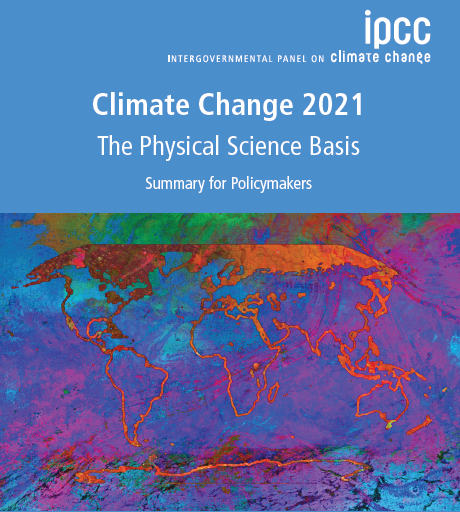 ipcc
INTERGOVERNMENTAL PANEL ON climate change
Climate Change 2021
The Physical Science Basis
Summary for Policymakers